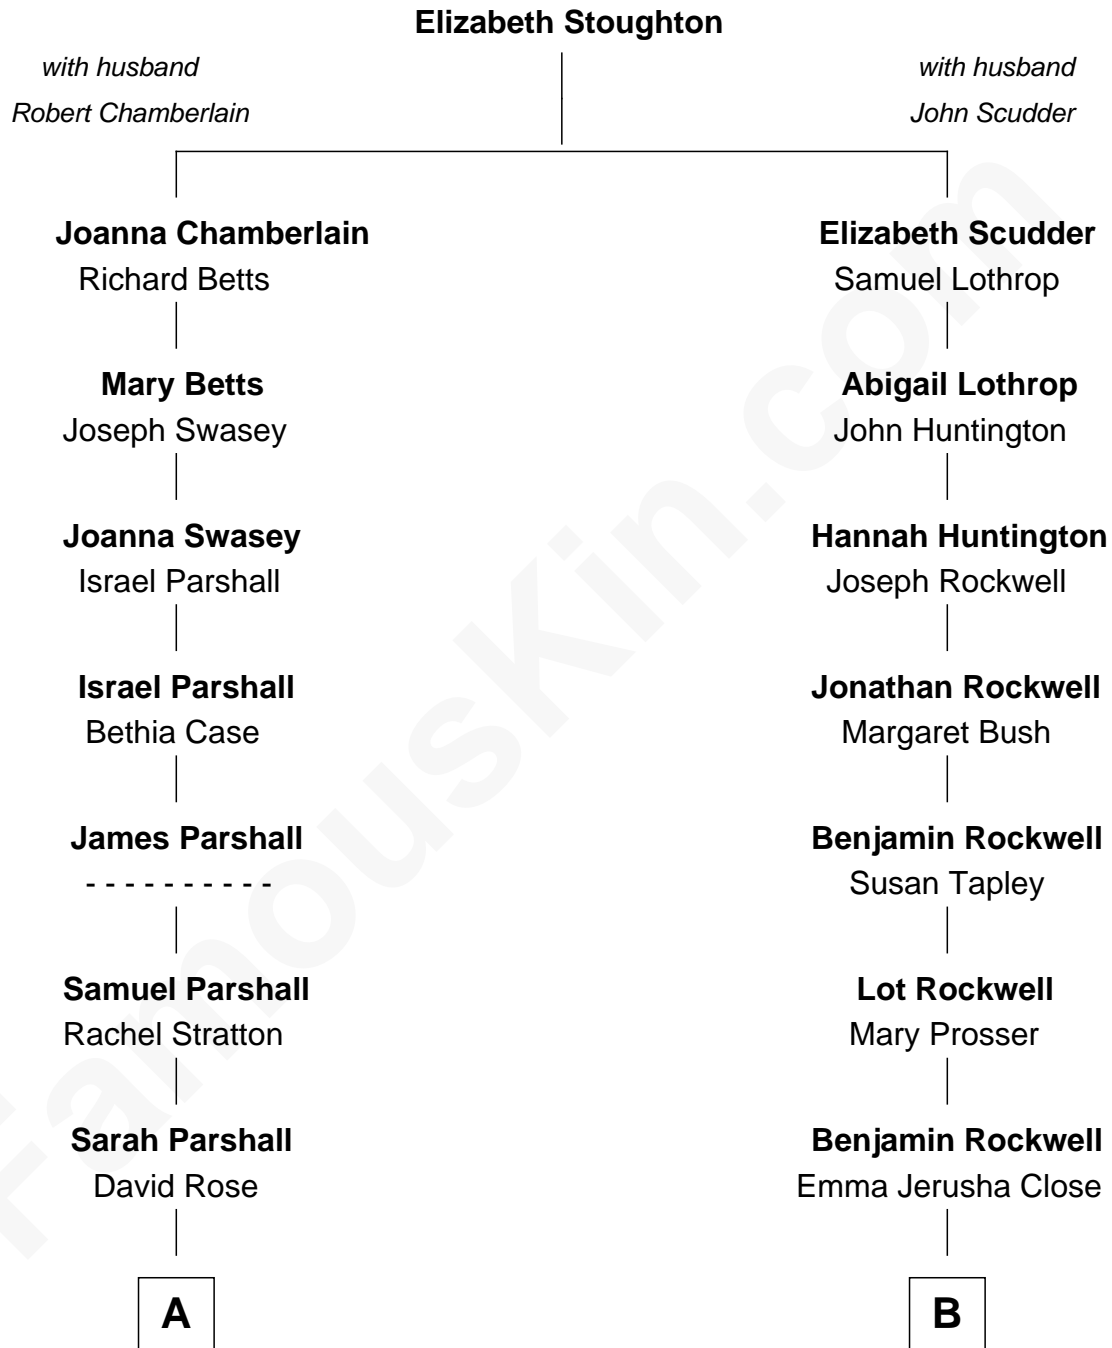 Elizabeth Stoughton
with husband
Robert Chamberlain
with husband
John Scudder
Joanna Chamberlain
Richard Betts
Elizabeth Scudder
Samuel Lothrop
Mary Betts
Joseph Swasey
Abigail Lothrop
John Huntington
Joanna Swasey
Israel Parshall
Hannah Huntington
Joseph Rockwell
Israel Parshall
Bethia Case
Jonathan Rockwell
Margaret Bush
James Parshall
- - - - - - - - - -
Benjamin Rockwell
Susan Tapley
Samuel Parshall
Rachel Stratton
Lot Rockwell
Mary Prosser
Sarah Parshall
David Rose
Benjamin Rockwell
Emma Jerusha Close
A
B
FamousKin.com